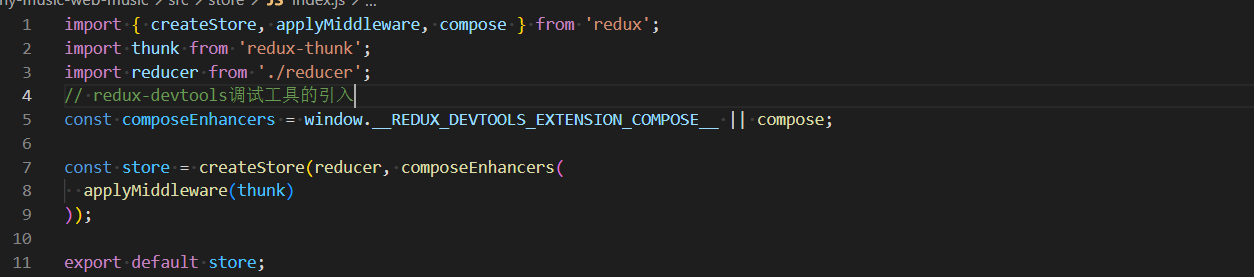 ny-music-web-music > src > store > JS index.js > ...
1 import { createStore, applyMiddleware, compose } from 'redux';
2 import thunk from 'redux-thunk';
3 import reducer from './reducer';
4 // redux-devtools调试工具的引入
5 const composeEnhancers = window.__REDUX_DEVTOOLS_EXTENSION_COMPOSE__ || compose;
6
7 const store = createStore(reducer, composeEnhancers(
8 applyMiddleware(thunk)
9 ));
10
11 export default store;